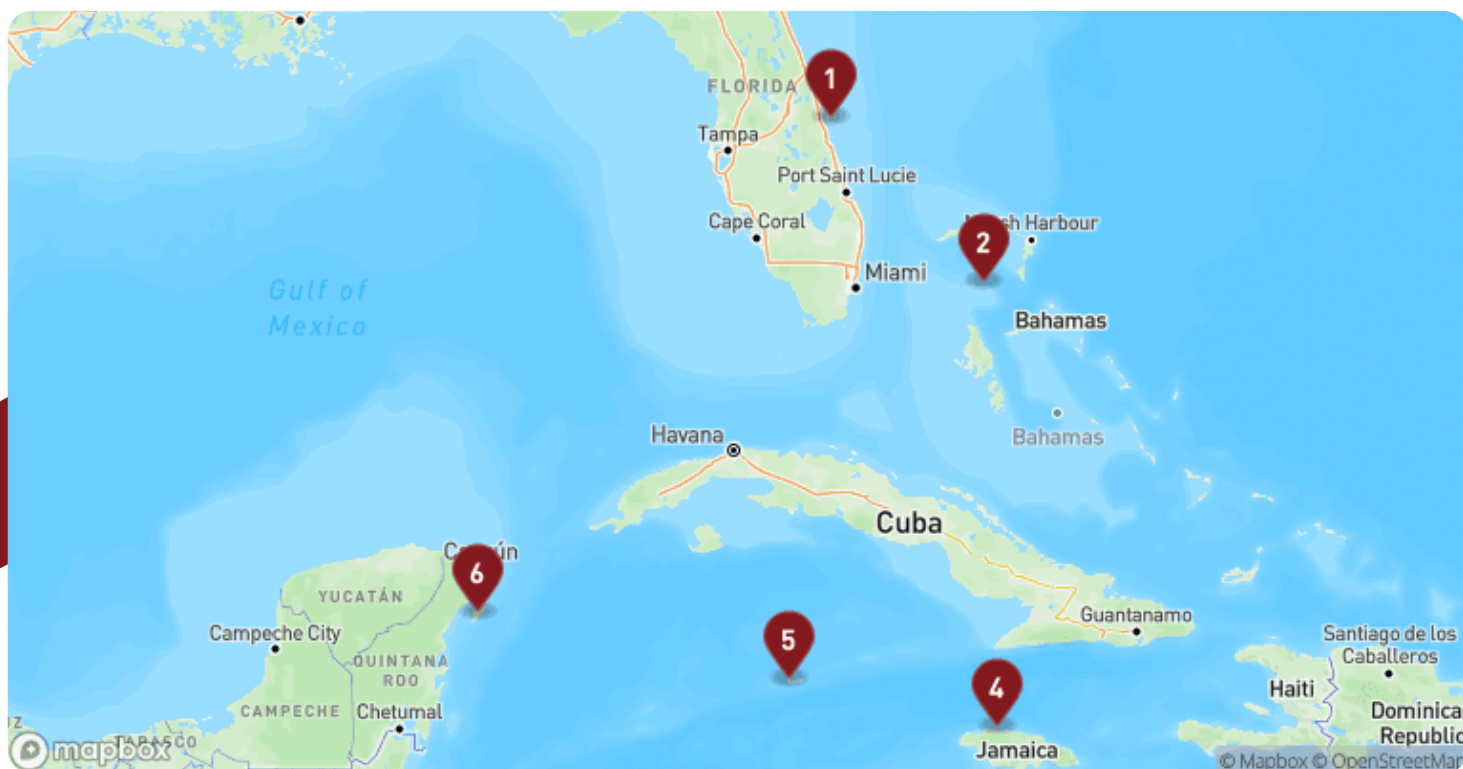 1
FLORIDA
Tampa
Port Saint Lucie
Cape Coral
2
sh Harbour
Miami
Gulf of
Mexico
Bahamas
Havana
Bahamas
Cuba
6
YUCATÁN
Campeche City
Guantanamo
5
QUINTANA
ROO
Santiago de los
Caballeros
4
Haiti
CAMPECHE
Chetumal
Dominica
Republic
Jamaica
TABASCO
mapbox
© Mapbox © OpenStreetMap